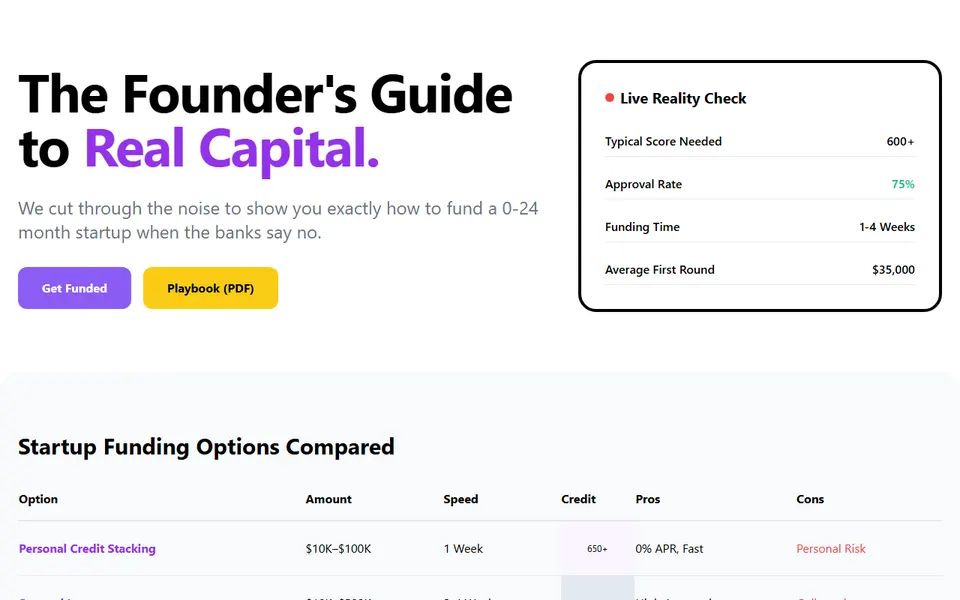 The Founder's Guide
to Real Capital.
We cut through the noise to show you exactly how to fund a 0-24
month startup when the banks say no.
Get Funded
Playbook (PDF)
Live Reality Check
Typical Score Needed 600+
Approval Rate 75%
Funding Time 1-4 Weeks
Average First Round $35,000
Startup Funding Options Compared
Option Amount Speed Credit Pros Cons
Personal Credit Stacking $10K–$100K 1 Week 650+ 0% APR, Fast Personal Risk